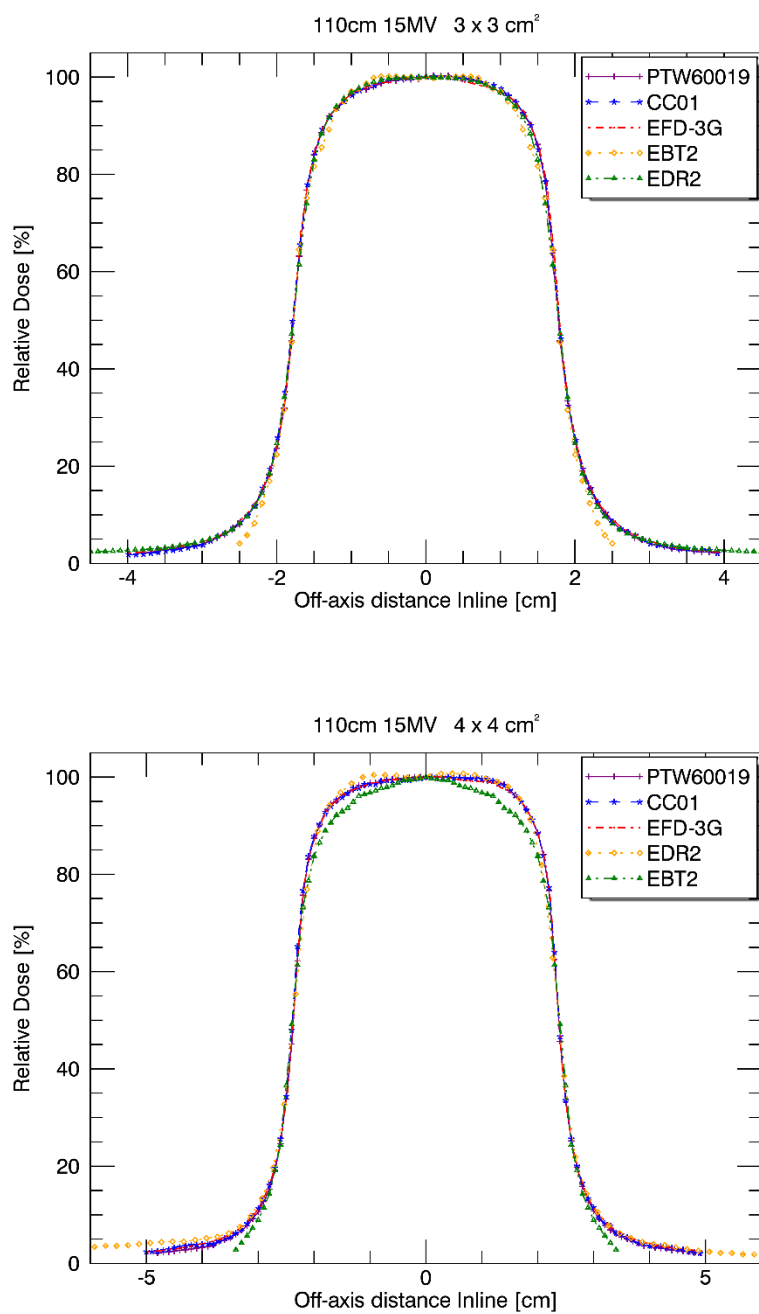 110cm 15MV 3 x 3 cm²
100
80
60
40
20
0
Relative Dose [%]
PTW60019
CC01
EFD-3G
EBT2
EDR2
-4 -2 0 2 4
Off-axis distance Inline [cm]
110cm 15MV 4 x 4 cm²
100
80
60
40
20
0
Relative Dose [%]
PTW60019
CC01
EFD-3G
EDR2
EBT2
-5 0 5
Off-axis distance Inline [cm]